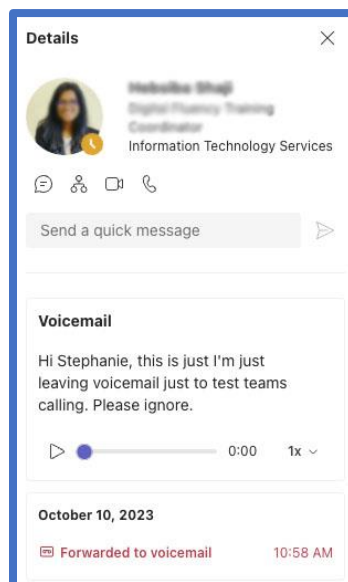 Details
Information Technology Services
Send a quick message
Voicemail
Hi Stephanie, this is just I'm just
leaving voicemail just to test teams
calling. Please ignore.
0:00 1x
October 10, 2023
Forwarded to voicemail 10:58 AM